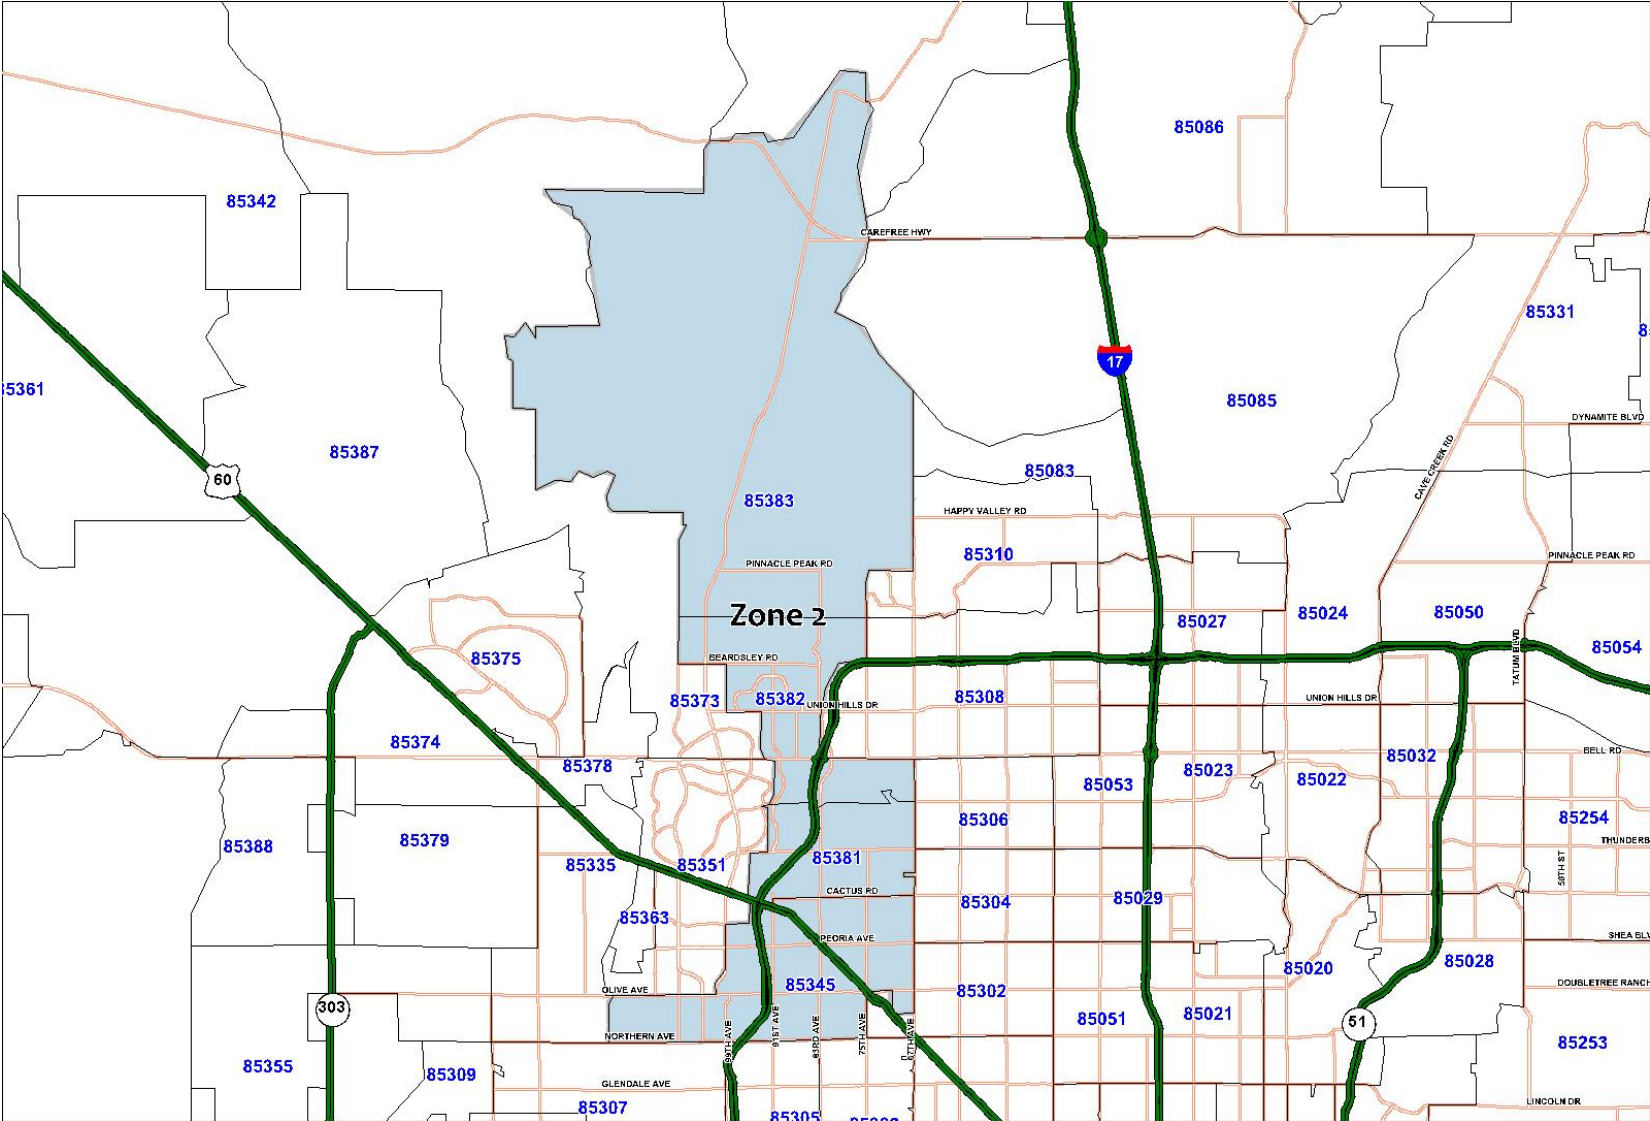 85086
85342
CAREFREE HWY
85331
17
85361
85085
DYNAMITE BLVD
85387
CAVE CREEK RD
60
85083
85383
HAPPY VALLEY RD
85310
PINNACLE PEAK RD
PINNACLE PEAK RD
Zone 2
85027
85024
85050
85054
TATUM BLVD
85375
BEARDSLEY RD
85373
85382
UNION HILLS DR
85308
UNION HILLS DR
85374
85378
BELL RD
85032
85053
85023
85022
85306
85254
85388
85379
THUNDERB
85335
85351
85381
58TH ST
CACTUS RD
85304
85029
85363
PEORIA AVE
SHEA BLV
85345
85302
85020
85028
OLIVE AVE
DOUBLETREE RANCH
303
51
85051
85021
NORTHERN AVE
99TH AVE
91ST AVE
83RD AVE
75TH AVE
67TH AVE
85253
85355
85309
GLENDALE AVE
85307
85305
LINCOLN DR